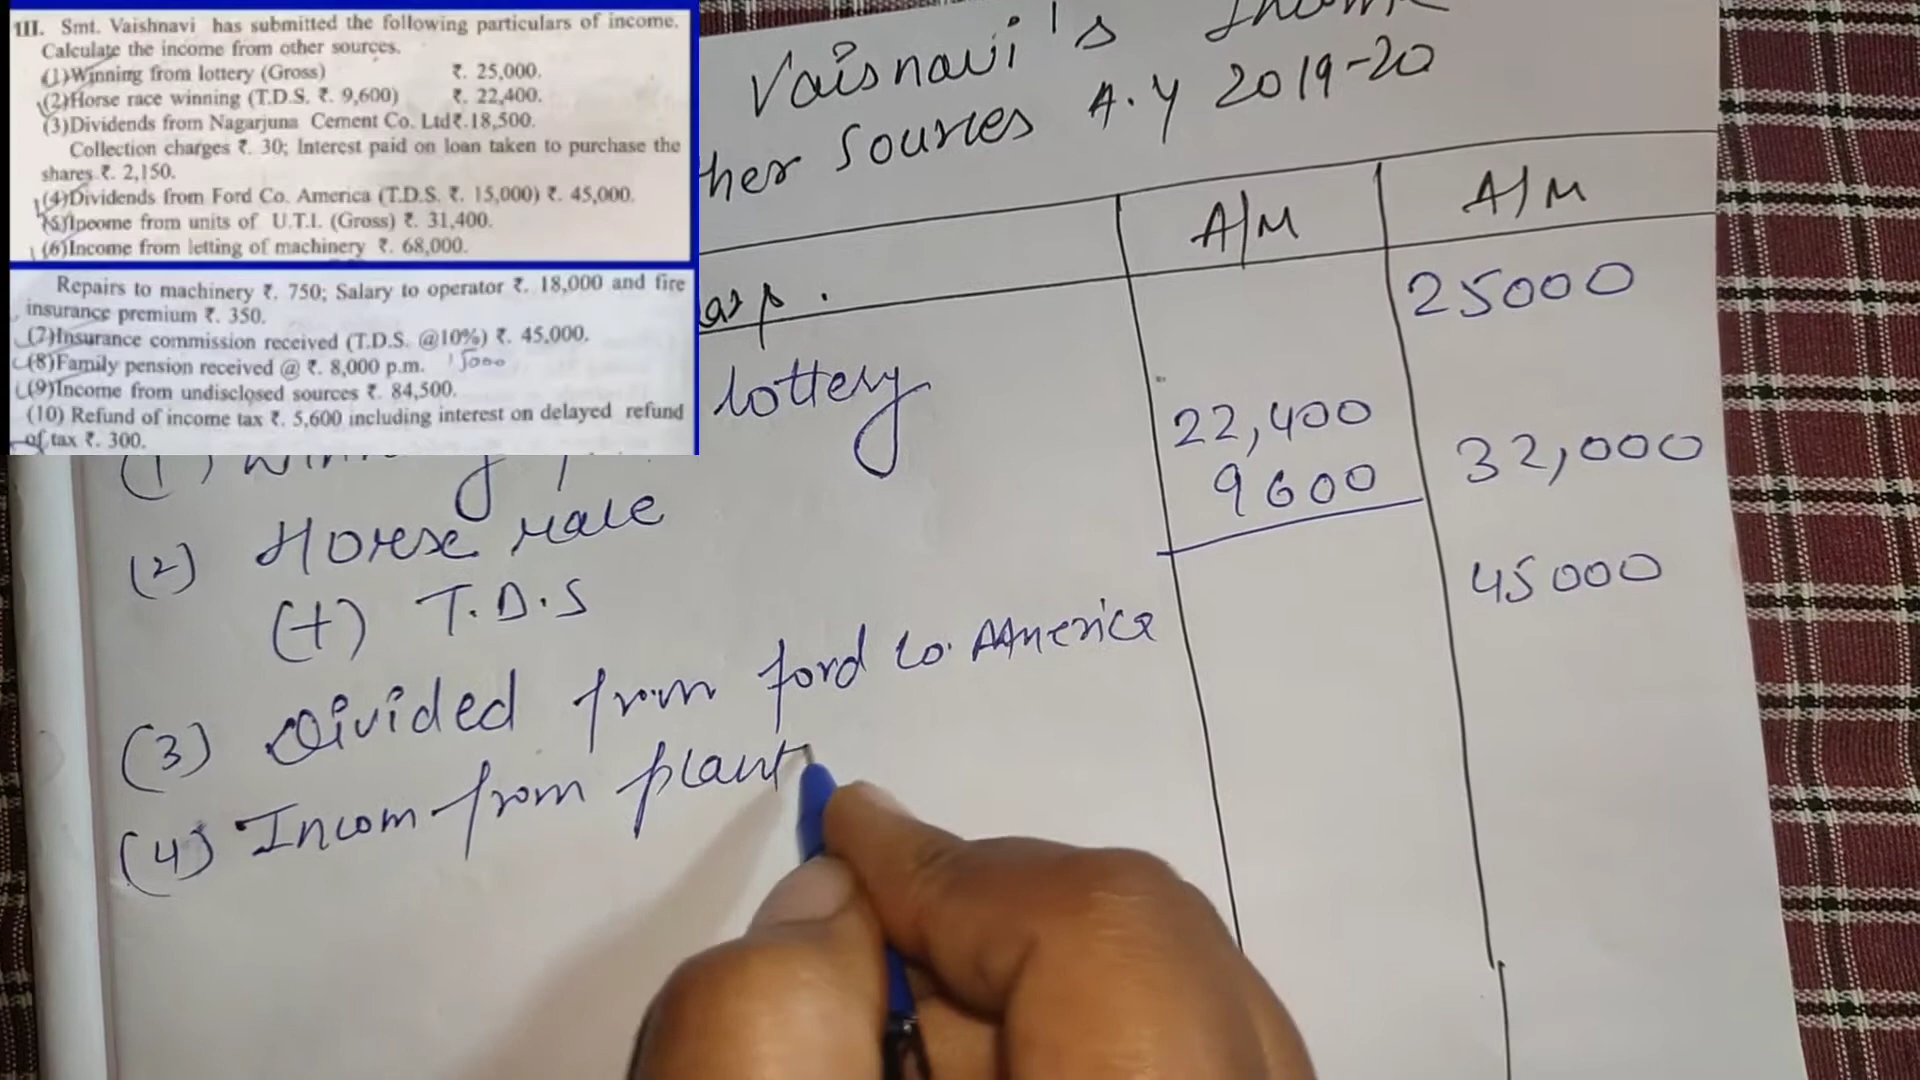 III. Smt. Vaishnavi has submitted the following particulars of income.
Calculate the income from other sources.
(1)Winning from lottery (Gross) ₹. 25,000.
(2)Horse race winning (T.D.S. ₹. 9,600) ₹. 22,400.
(3)Dividends from Nagarjuna Cement Co. Ltd₹.18,500.
Collection charges ₹. 30; Interest paid on loan taken to purchase the
shares ₹. 2,150.
(4)Dividends from Ford Co. America (T.D.S. ₹. 15,000) ₹. 45,000.
(5)Income from units of U.T.I. (Gross) ₹. 31,400.
(6)Income from letting of machinery ₹. 68,000.
Repairs to machinery ₹. 750; Salary to operator ₹. 18,000 and fire
insurance premium ₹. 350.
(7)Insurance commission received (T.D.S. @10%) ₹. 45,000.
(8)Family pension received @ ₹. 8,000 p.m. 15000
(9)Income from undisclosed sources ₹. 84,500.
(10) Refund of income tax ₹. 5,600 including interest on delayed refund
of tax ₹. 300.
Vaisnavi's
ther Sources A.y 2019-20
A/M A/M
lottery 25000
(2) Horse race 22,400
(+) T.D.S 9600 32,000
(3) Divided from ford Co. America 45000
(4) Incom from plant